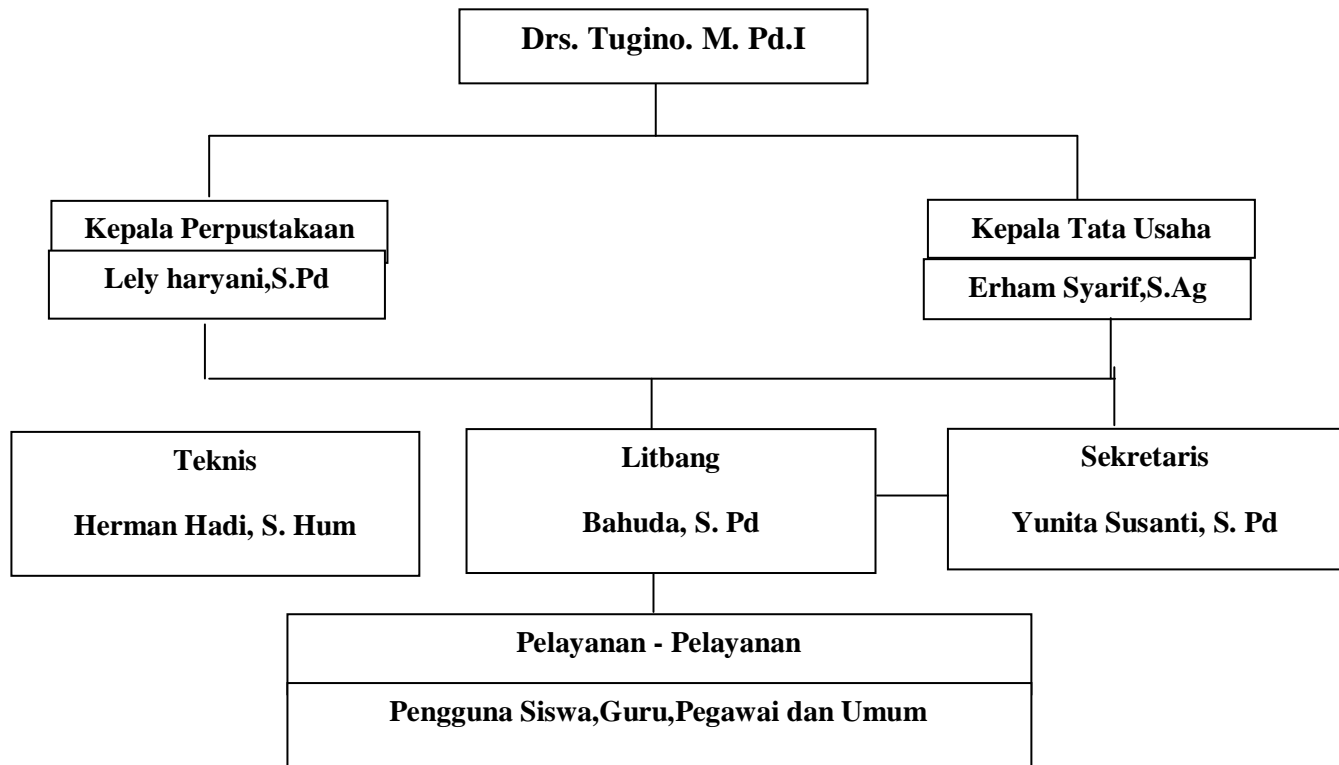 Drs. Tugino. M. Pd.I
Kepala Perpustakaan
Lely haryani,S.Pd
Kepala Tata Usaha
Erham Syarif,S.Ag
Teknis
Herman Hadi, S. Hum
Litbang
Bahuda, S. Pd
Sekretaris
Yunita Susanti, S. Pd
Pelayanan - Pelayanan
Pengguna Siswa,Guru,Pegawai dan Umum